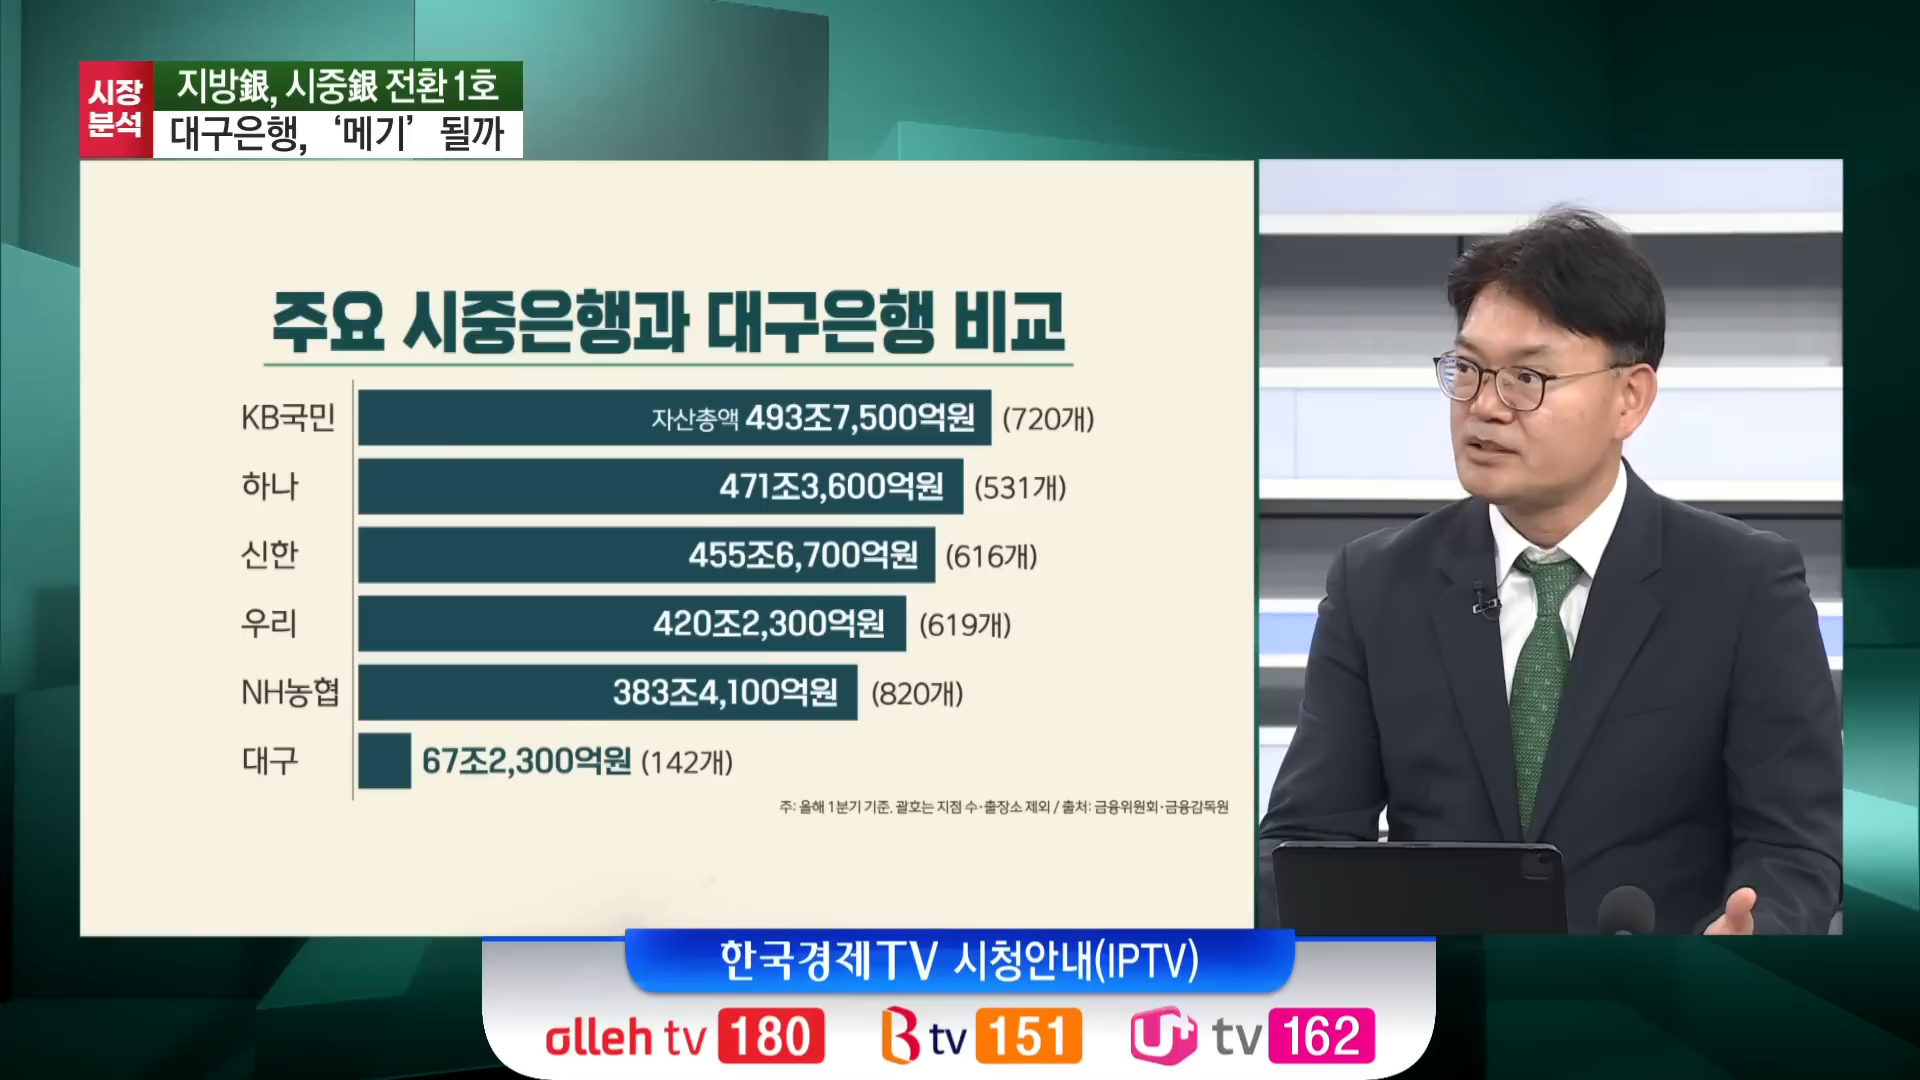 시장
분석
지방銀, 시중銀 전환 1호
대구은행, ‘메기’ 될까
주요 시중은행과 대구은행 비교
KB국민 자산총액 493조7,500억원 (720개)
하나 471조3,600억원 (531개)
신한 455조6,700억원 (616개)
우리 420조2,300억원 (619개)
NH농협 383조4,100억원 (820개)
대구 67조2,300억원 (142개)
주: 올해 1분기 기준. 괄호는 지점 수·출장소 제외 / 출처: 금융위원회·금융감독원
한국경제TV 시청안내(IPTV)
olleh tv 180 B tv 151 U+ tv 162